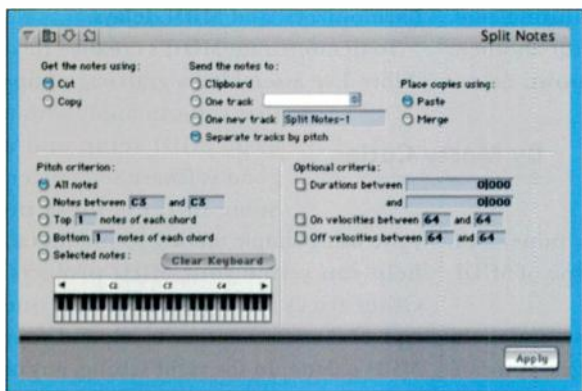 Split Notes
Get the notes using:
Cut
Copy
Send the notes to:
Clipboard
One track
One new track Split Notes-1
Separate tracks by pitch
Place copies using:
Paste
Merge
Pitch criterion:
All notes
Notes between C3 and C3
Top 1 notes of each chord
Bottom 1 notes of each chord
Selected notes:
Clear Keyboard
C2 C3 C4
Optional criteria:
Durations between 0|000
and 0|000
On velocities between 64 and 64
Off velocities between 64 and 64
Apply